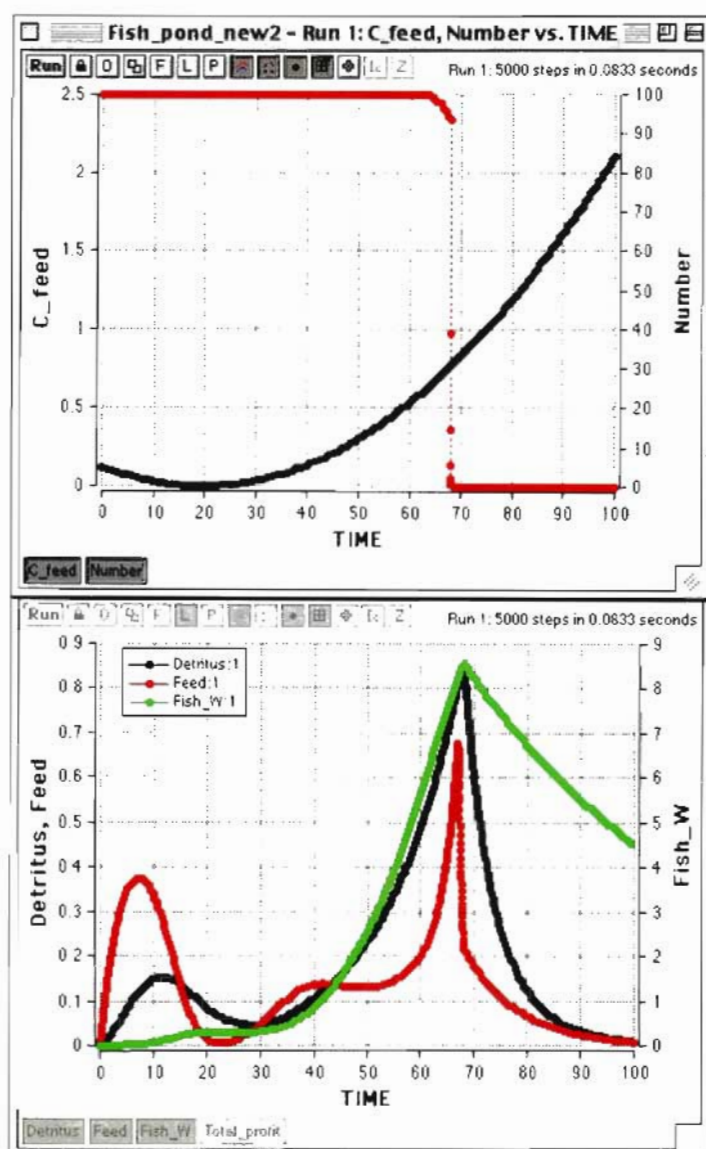 Fish_pond_new2 - Run 1: C_feed, Number vs. TIME
Run 0 F L P Z Run 1: 5000 steps in 0.0833 seconds
2.5 100
90
2 80
70
1.5 60
50
1 40
30
0.5 20
10
0 0
C_feed
Number
0 10 20 30 40 50 60 70 80 90 100
TIME
C_feed Number
Run 0 F L P Z Run 1: 5000 steps in 0.0833 seconds
0.9 9
0.8 8
0.7 7
0.6 6
0.5 5
0.4 4
0.3 3
0.2 2
0.1 1
0 0
Detritus:1
Feed:1
Fish_W:1
Detritus, Feed
Fish_W
0 10 20 30 40 50 60 70 80 90 100
TIME
Detritus Feed Fish_W Total_profit